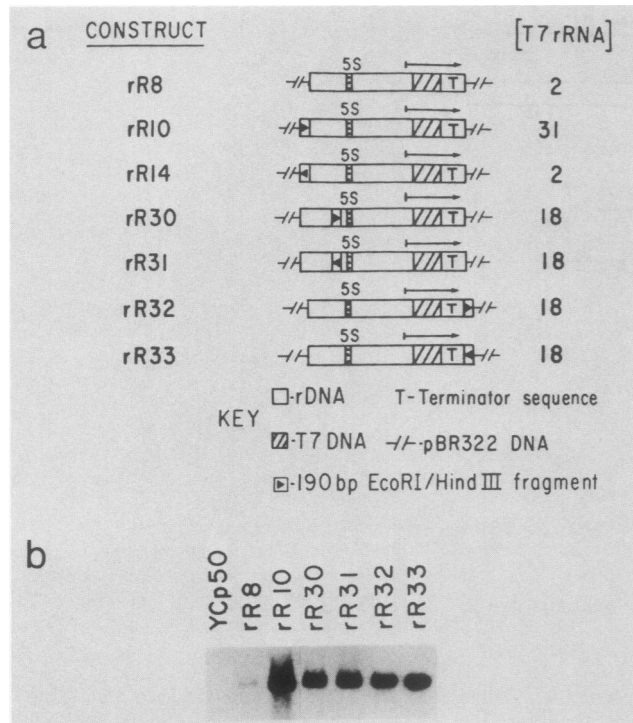 a
CONSTRUCT
[T7 rRNA]
rR8
5S
T
2
rR10
5S
T
31
rR14
5S
T
2
rR30
5S
T
18
rR31
5S
T
18
rR32
5S
T
18
rR33
5S
T
18
KEY
-rDNA
T-Terminator sequence
-T7 DNA
-pBR322 DNA
-190bp EcoRI/Hind III fragment
b
YCp50
rR8
rR10
rR30
rR31
rR32
rR33